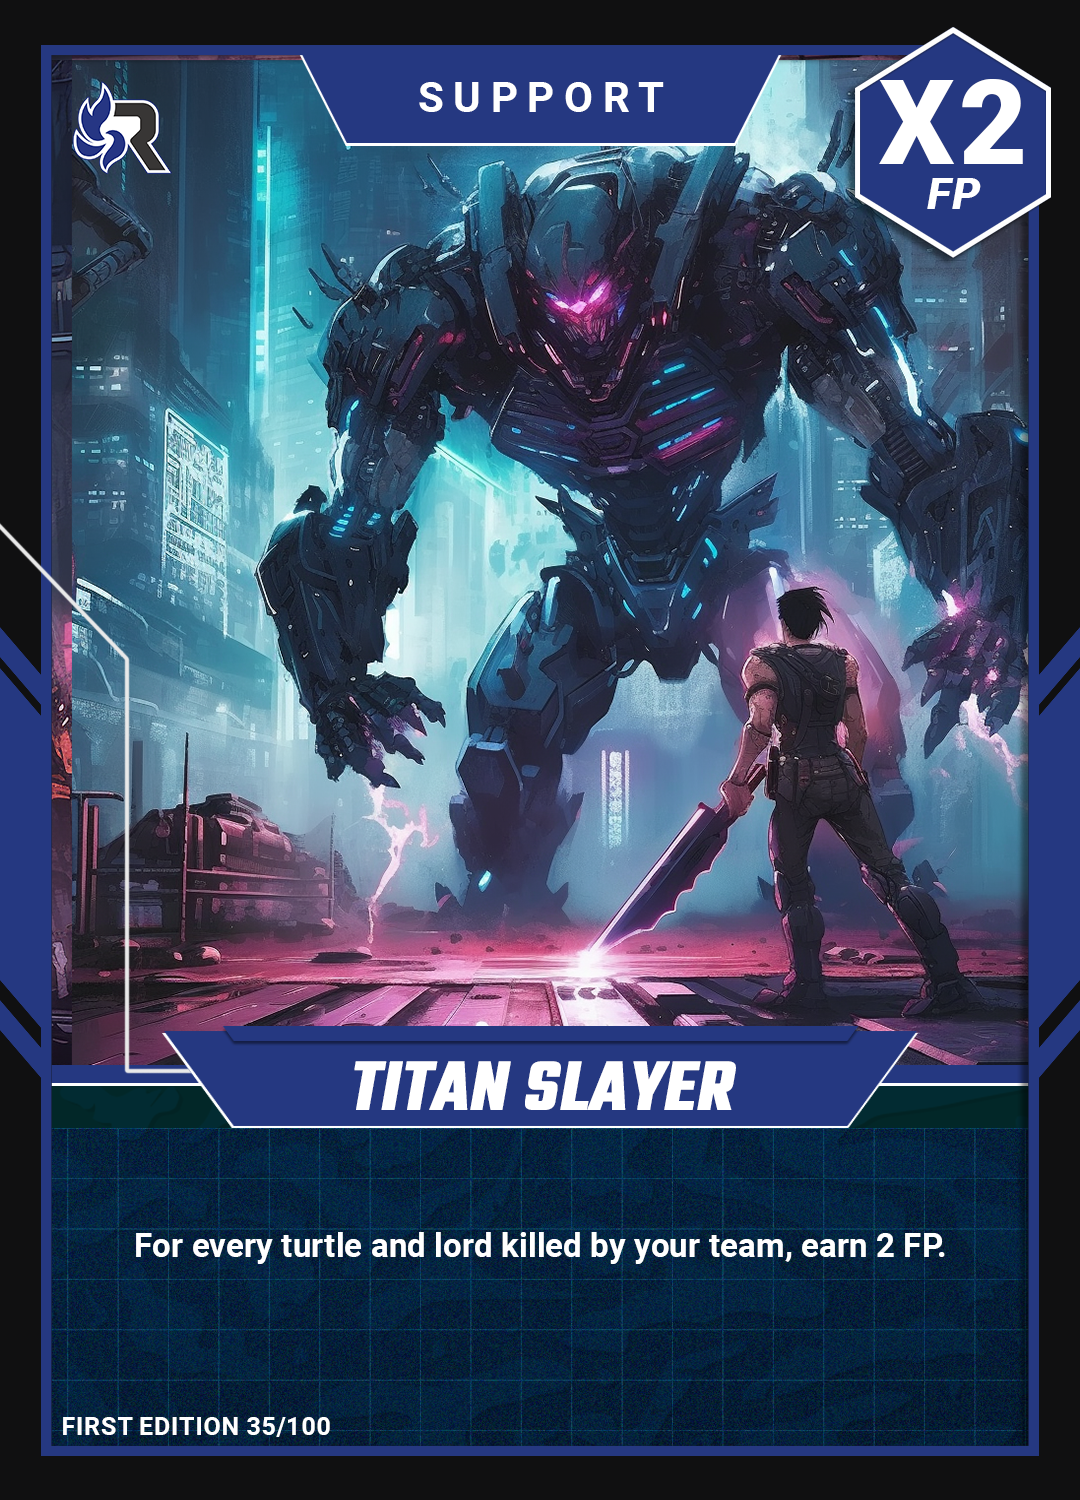 SUPPORT
X2
FP
R
TITAN SLAYER
For every turtle and lord killed by your team, earn 2 FP.
FIRST EDITION 35/100